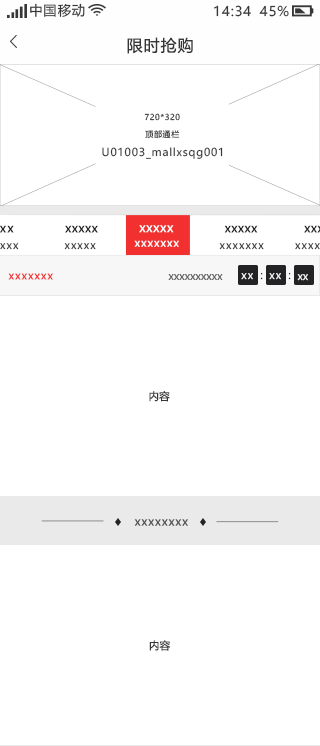 中国移动 14:34 45%
限时抢购
720*320
顶部通栏
U01003_mallxsqg001
xx xxxxx xxxxx xxxxx xxx
xxx xxxxx xxxxxxx xxxxxxx xxxx
xxxxxxx xxxxxxxxxx xx : xx : xx
内容
♦ xxxxxxxx ♦
内容